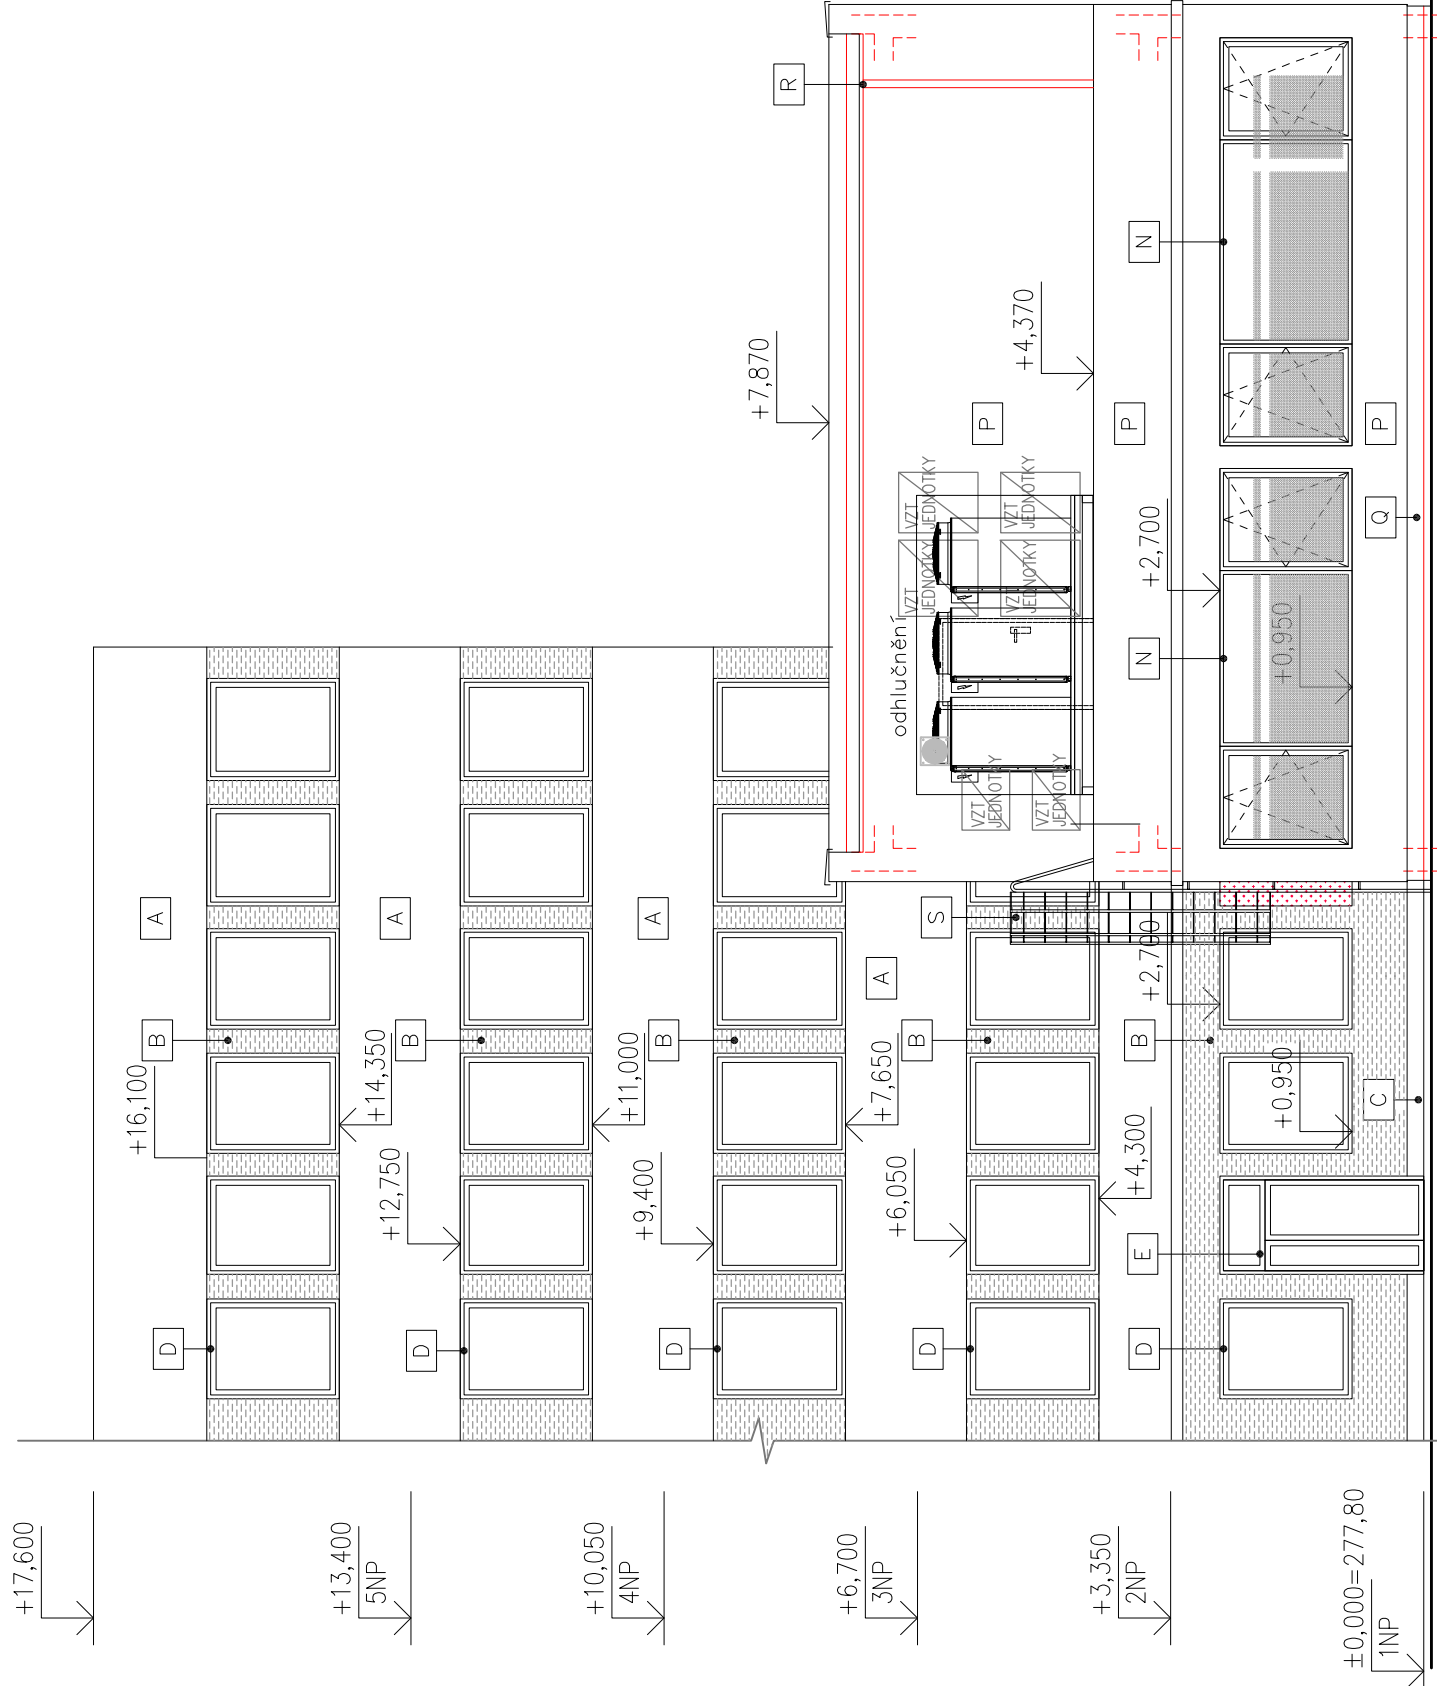 +17,600
+13,400
5NP
+10,050
4NP
+6,700
3NP
+3,350
2NP
±0,000=277,80
1NP
A
B
+16,100
+14,350
D
A
B
+12,750
+11,000
D
A
B
+9,400
+7,650
D
A
S
B
+6,050
+4,300
D
+2,700
B
+0,950
C
E
D
+7,870
R
+4,370
P
odhlučnění
VZT
JEDNOTKY
VZT
JEDNOTKY
VZT
JEDNOTKY
VZT
JEDNOTKY
VZT
JEDNOTKY
VZT
JEDNOTKY
P
N
+2,700
N
+0,950
P
Q